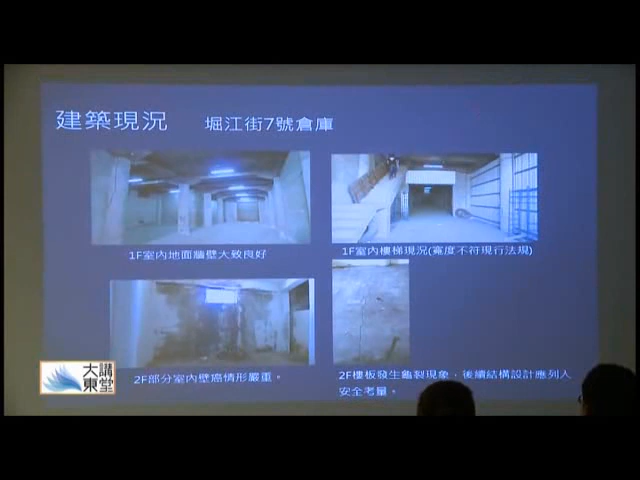 建築現況 堀江街7號倉庫
1F室內地面牆壁大致良好
1F室內樓梯現況(寬度不符現行法規)
2F部分室內壁癌情形嚴重。
2F樓板發生龜裂現象，後續結構設計應列入
安全考量。
大東講堂